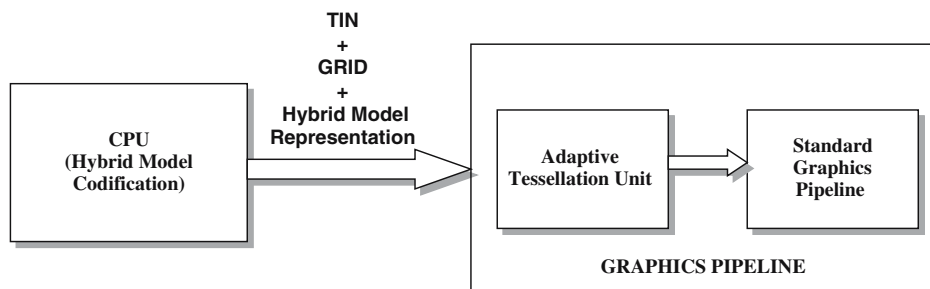 TIN
+
GRID
+
Hybrid Model
Representation
CPU
(Hybrid Model
Codification)
Adaptive
Tessellation Unit
Standard
Graphics
Pipeline
GRAPHICS PIPELINE